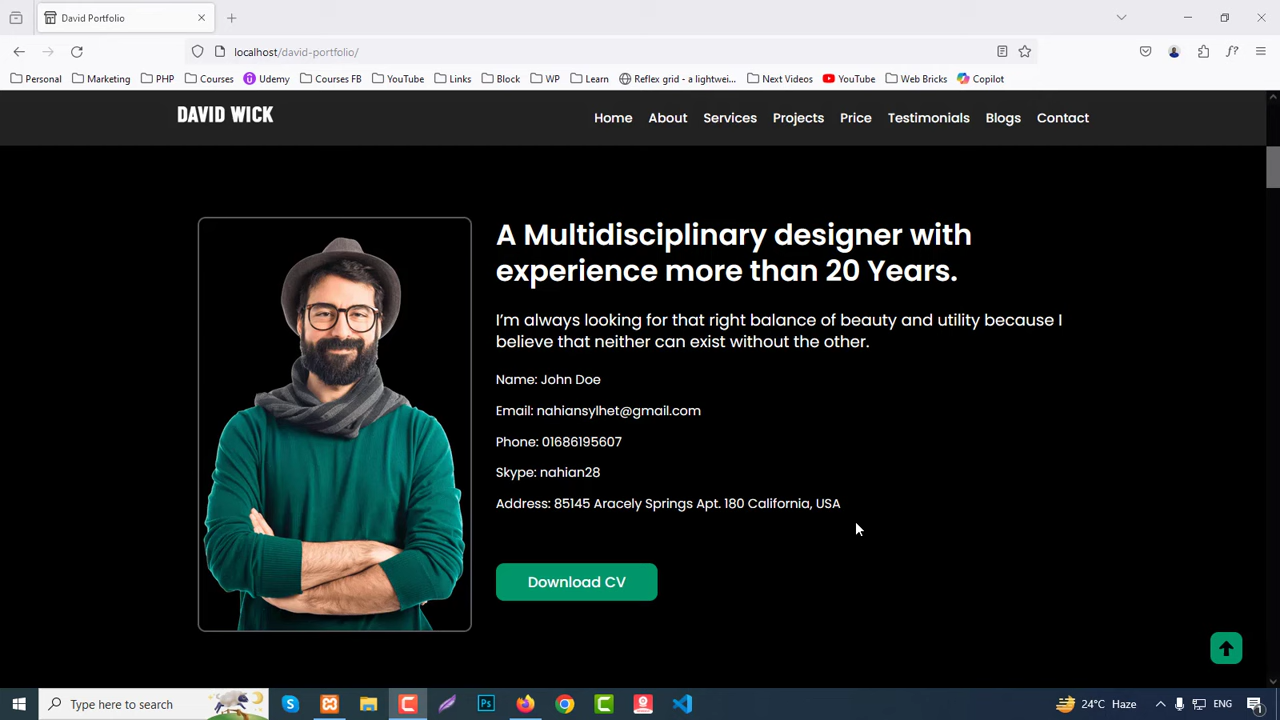 David Portfolio
localhost/david-portfolio/
Personal Marketing PHP Courses Udemy Courses FB YouTube Links Block WP Learn Reflex grid - a lightwei... Next Videos YouTube Web Bricks Copilot
DAVID WICK
Home About Services Projects Price Testimonials Blogs Contact
A Multidisciplinary designer with
experience more than 20 Years.
I’m always looking for that right balance of beauty and utility because I
believe that neither can exist without the other.
Name: John Doe
Email: nahiansylhet@gmail.com
Phone: 01686195607
Skype: nahian28
Address: 85145 Aracely Springs Apt. 180 California, USA
Download CV
Type here to search
24°C Haze
ENG